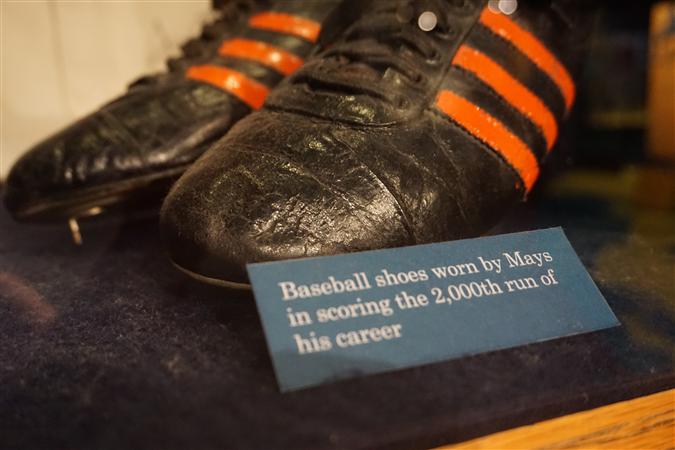 Baseball shoes worn by Mays
in scoring the 2,000th run of
his career